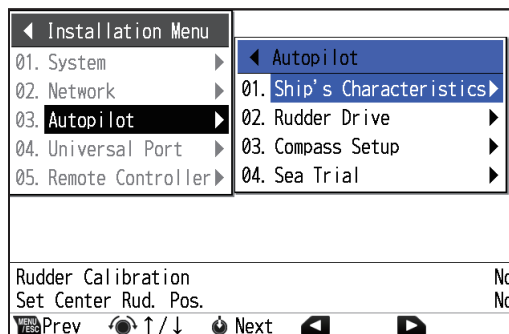 Installation Menu
01. System
02. Network
03. Autopilot
04. Universal Port
05. Remote Controller
Autopilot
01. Ship's Characteristics
02. Rudder Drive
03. Compass Setup
04. Sea Trial
Rudder Calibration
Set Center Rud. Pos.
MENU/ESC Prev ↑/↓ Next